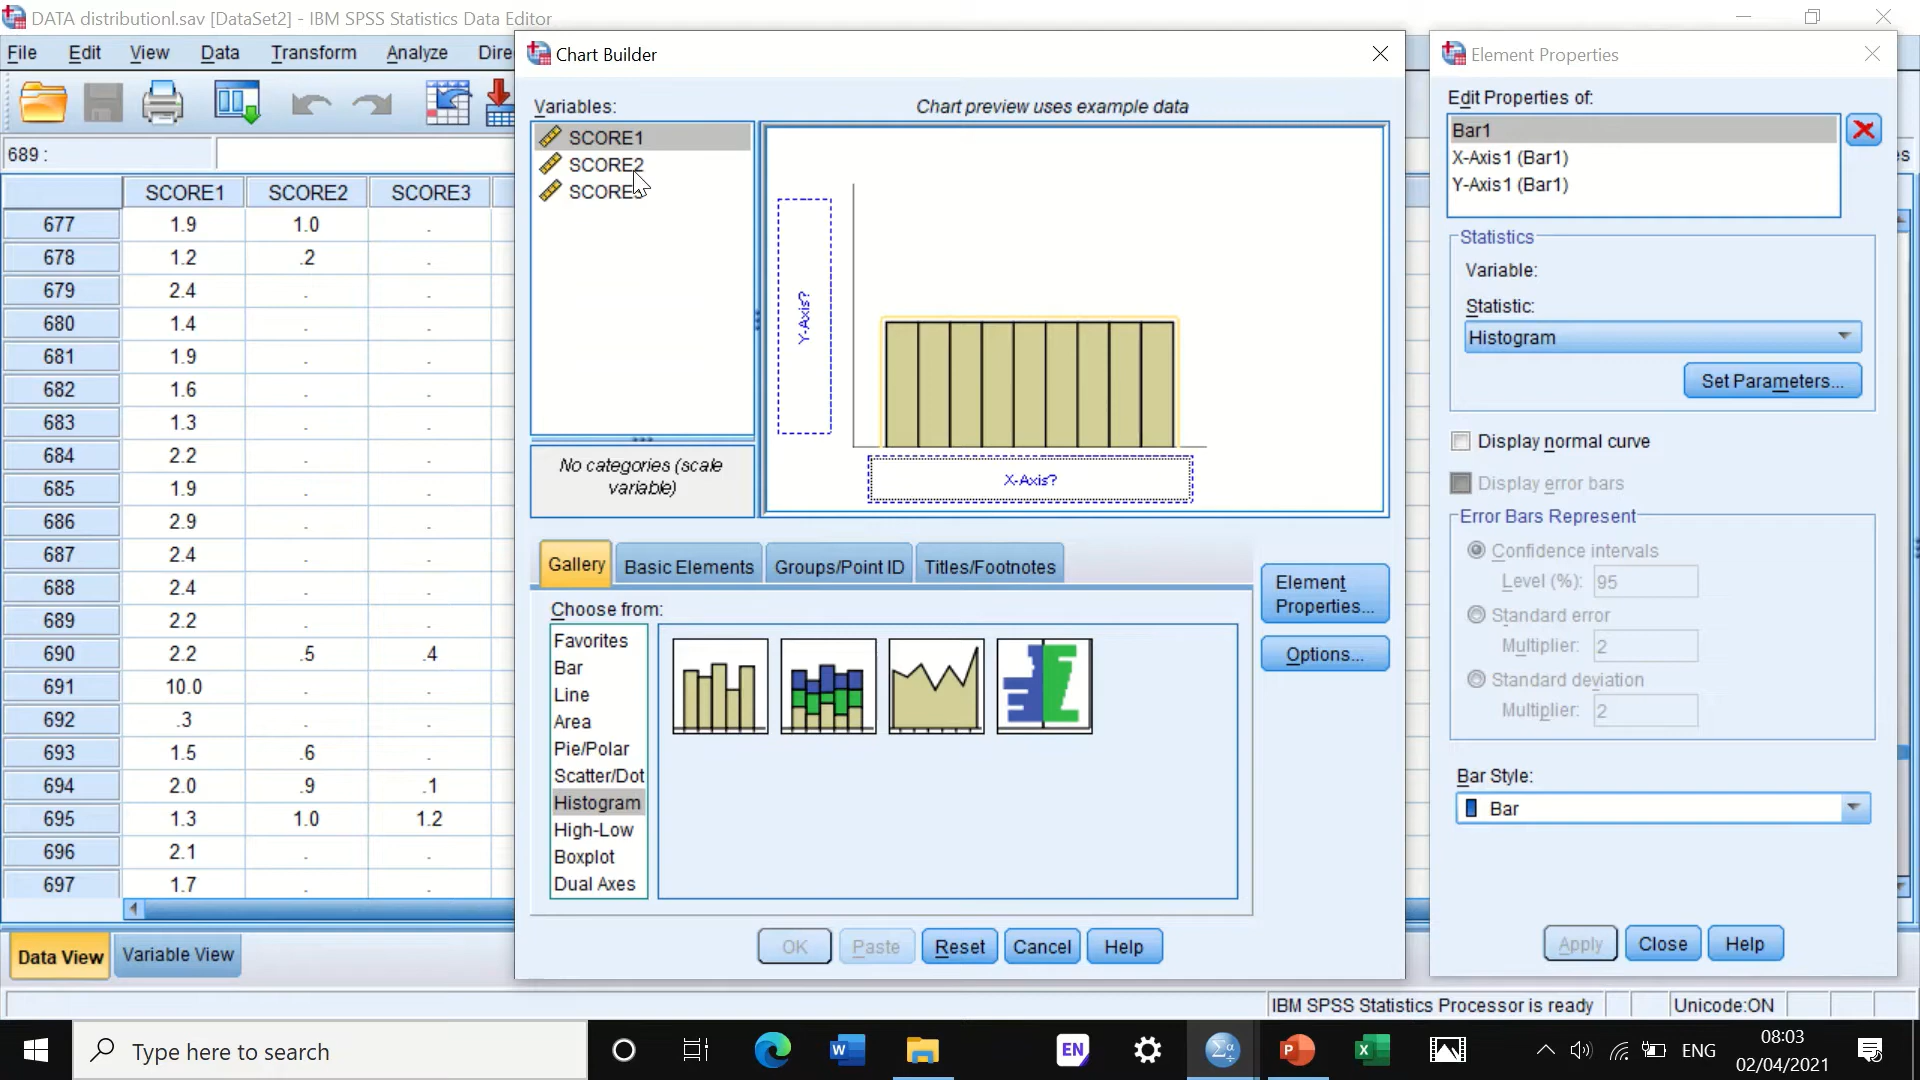 DATA distributionl.sav [DataSet2] - IBM SPSS Statistics Data Editor
File Edit View Data Transform Analyze Dire
689 :
SCORE1 SCORE2 SCORE3
677 1.9 1.0 .
678 1.2 .2 .
679 2.4 . .
680 1.4 . .
681 1.9 . .
682 1.6 . .
683 1.3 . .
684 2.2 . .
685 1.9 . .
686 2.9 . .
687 2.4 . .
688 2.4 . .
689 2.2 . .
690 2.2 .5 .4
691 10.0 . .
692 .3 . .
693 1.5 .6 .
694 2.0 .9 .1
695 1.3 1.0 1.2
696 2.1 . .
697 1.7 . .
Data View Variable View
Chart Builder
Variables:
Chart preview uses example data
SCORE1
SCORE2
SCORE3
No categories (scale
variable)
Y-Axis?
X-Axis?
Gallery Basic Elements Groups/Point ID Titles/Footnotes
Choose from:
Favorites
Bar
Line
Area
Pie/Polar
Scatter/Dot
Histogram
High-Low
Boxplot
Dual Axes
Element
Properties...
Options...
OK Paste Reset Cancel Help
Element Properties
Edit Properties of:
Bar1
X-Axis1 (Bar1)
Y-Axis1 (Bar1)
Statistics
Variable:
Statistic:
Histogram
Set Parameters...
Display normal curve
Display error bars
Error Bars Represent
Confidence intervals
Level (%): 95
Standard error
Multiplier: 2
Standard deviation
Multiplier: 2
Bar Style:
Bar
Apply Close Help
es
IBM SPSS Statistics Processor is ready Unicode:ON
Type here to search
EN
ENG
08:03
02/04/2021